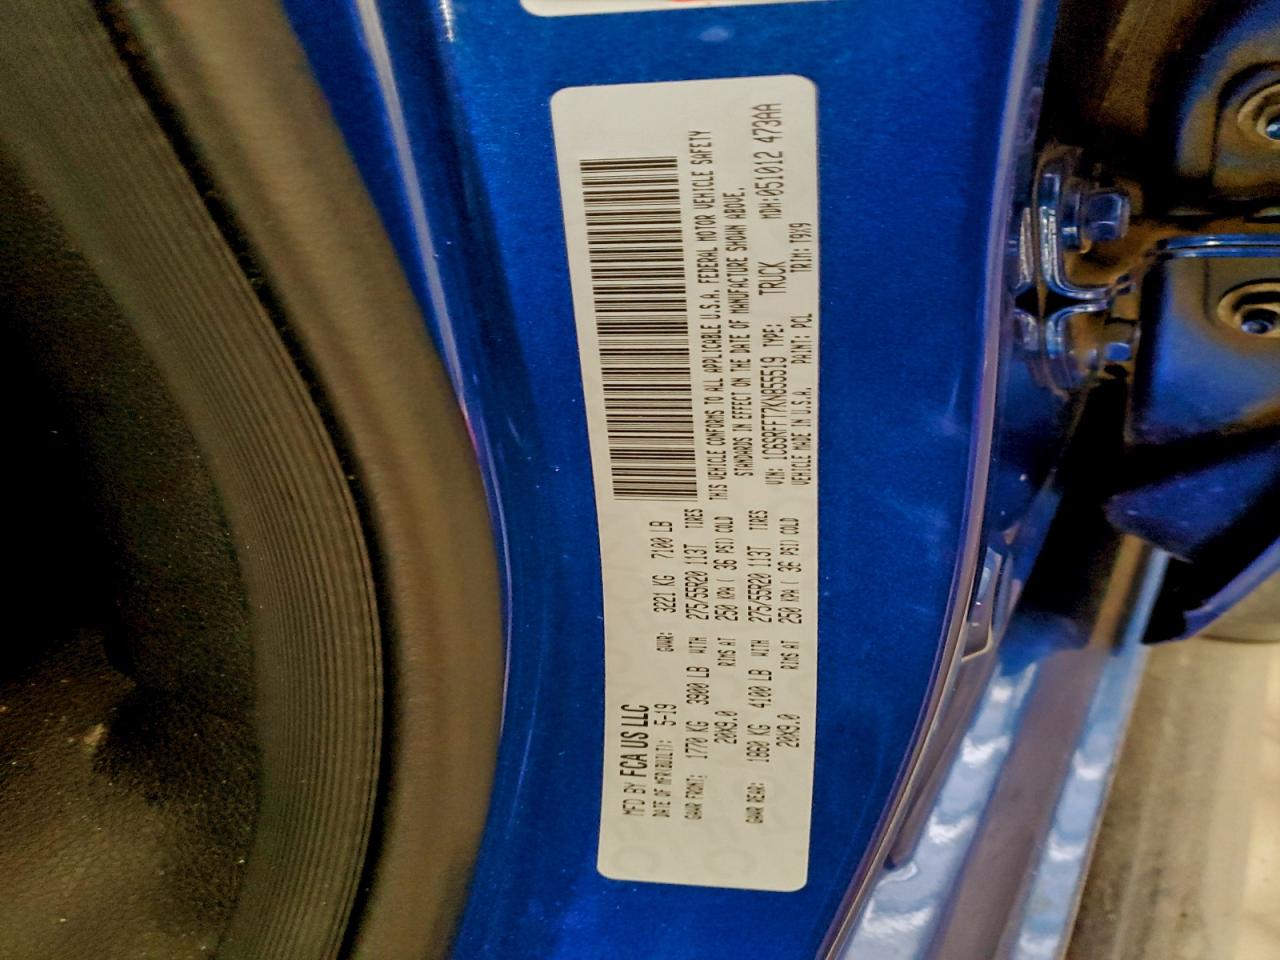 MFD BY FCA US LLC
DATE OF MFR(BUILT): 5-19 GVWR: 3221 KG 7100 LB
GAWR FRONT: 1770 KG 3900 LB WITH 275/55R20 113T TIRES
20X9.0 RIMS AT 250 KPA ( 36 PSI) COLD
GAWR REAR: 1860 KG 4100 LB WITH 275/55R20 113T TIRES
20X9.0 RIMS AT 250 KPA ( 36 PSI) COLD
THIS VEHICLE CONFORMS TO ALL APPLICABLE U.S.A. FEDERAL MOTOR VEHICLE SAFETY
STANDARDS IN EFFECT ON THE DATE OF MANUFACTURE SHOWN ABOVE.
VIN: 1C6SRFFT7KN855519 TYPE: TRUCK MDH:051012 473AA
VEHICLE MADE IN U.S.A. PAINT: PCL TRIM: T9X9